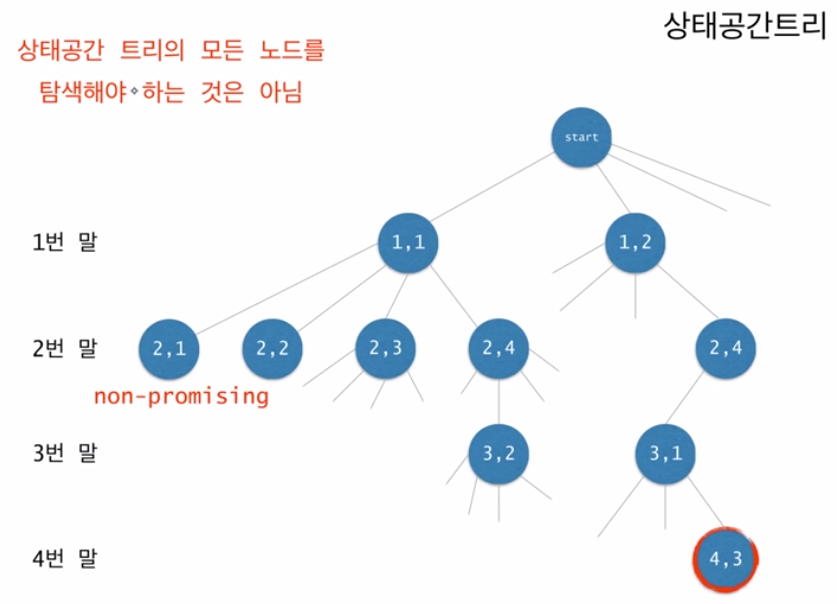 상태공간트리
상태공간 트리의 모든 노드를
탐색해야 하는 것은 아님
start
1번 말
1,1
1,2
2번 말
2,1
2,2
2,3
2,4
2,4
non-promising
3번 말
3,2
3,1
4번 말
4,3